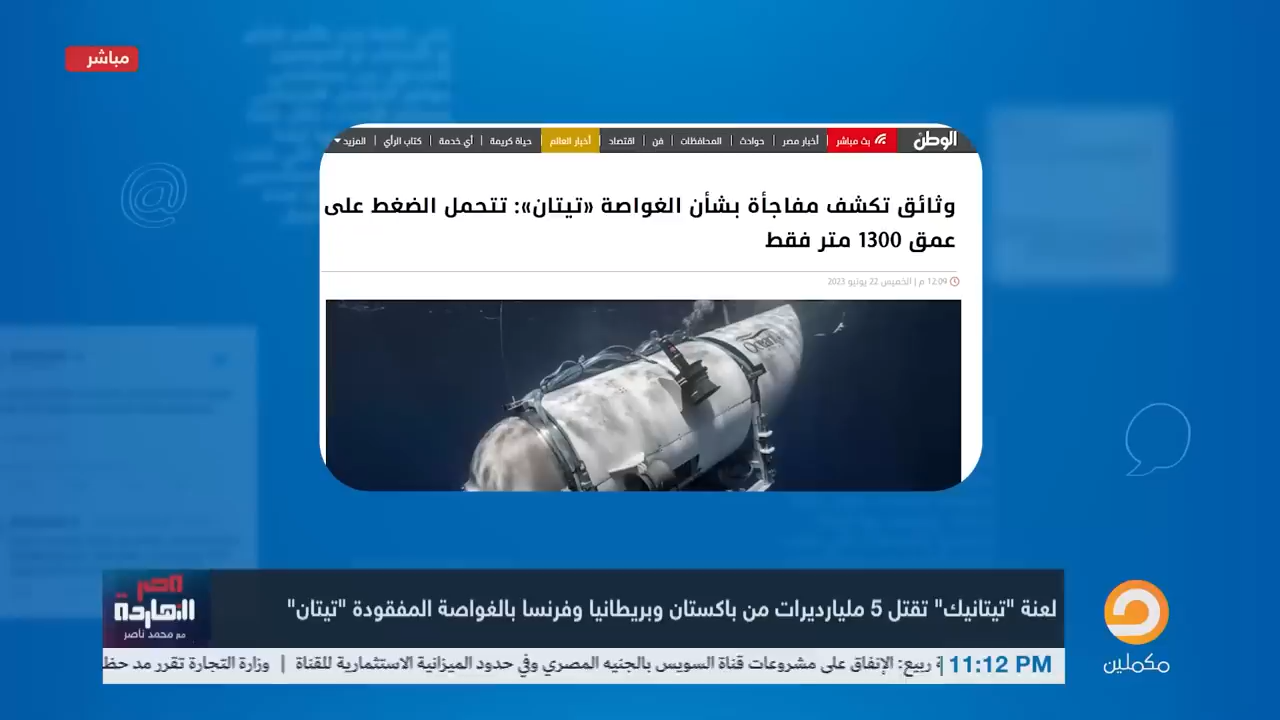 مباشر
الوطن
بث مباشر | أخبار مصر | حوادث | المحافظات | فن | اقتصاد | أخبار العالم | حياة كريمة | أي خدمة | كتاب الرأي | المزيد
وثائق تكشف مفاجأة بشأن الغواصة «تيتان»: تتحمل الضغط على
عمق 1300 متر فقط
12:09 م | الخميس 22 يونيو 2023
مصر
النهاردة
مع محمد ناصر
لعنة "تيتانيك" تقتل 5 مليارديرات من باكستان وبريطانيا وفرنسا بالغواصة المفقودة "تيتان"
11:12 PM
ربيع: الإنفاق على مشروعات قناة السويس بالجنيه المصري وفي حدود الميزانية الاستثمارية للقناة | وزارة التجارة تقرر مد
مكملين